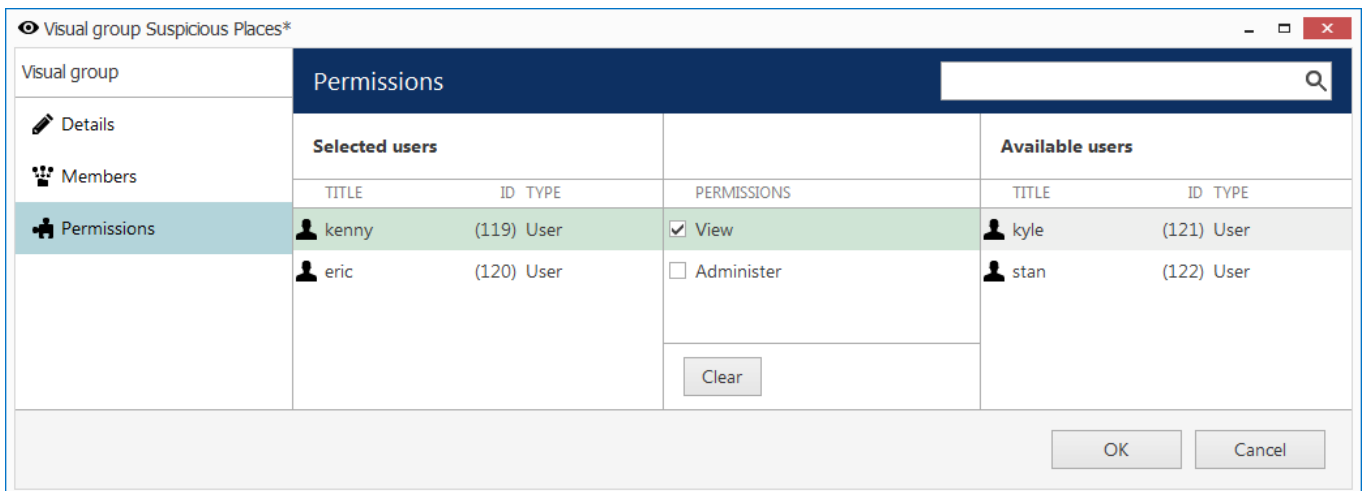 Visual group Suspicious Places*
Visual group
Permissions
Details
Members
Permissions
Selected users
Available users
TITLE ID TYPE PERMISSIONS TITLE ID TYPE
kenny (119) User View kyle (121) User
eric (120) User Administer stan (122) User
Clear
OK Cancel